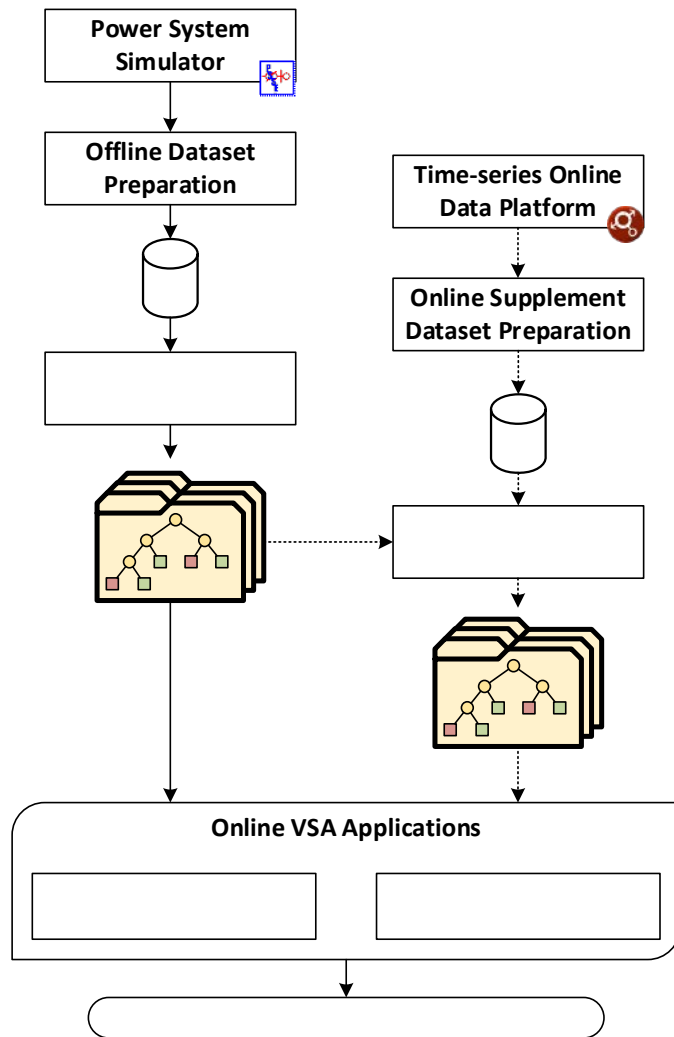 Power System
Simulator
Offline Dataset
Preparation
Time-series Online
Data Platform
Online Supplement
Dataset Preparation
Online VSA Applications